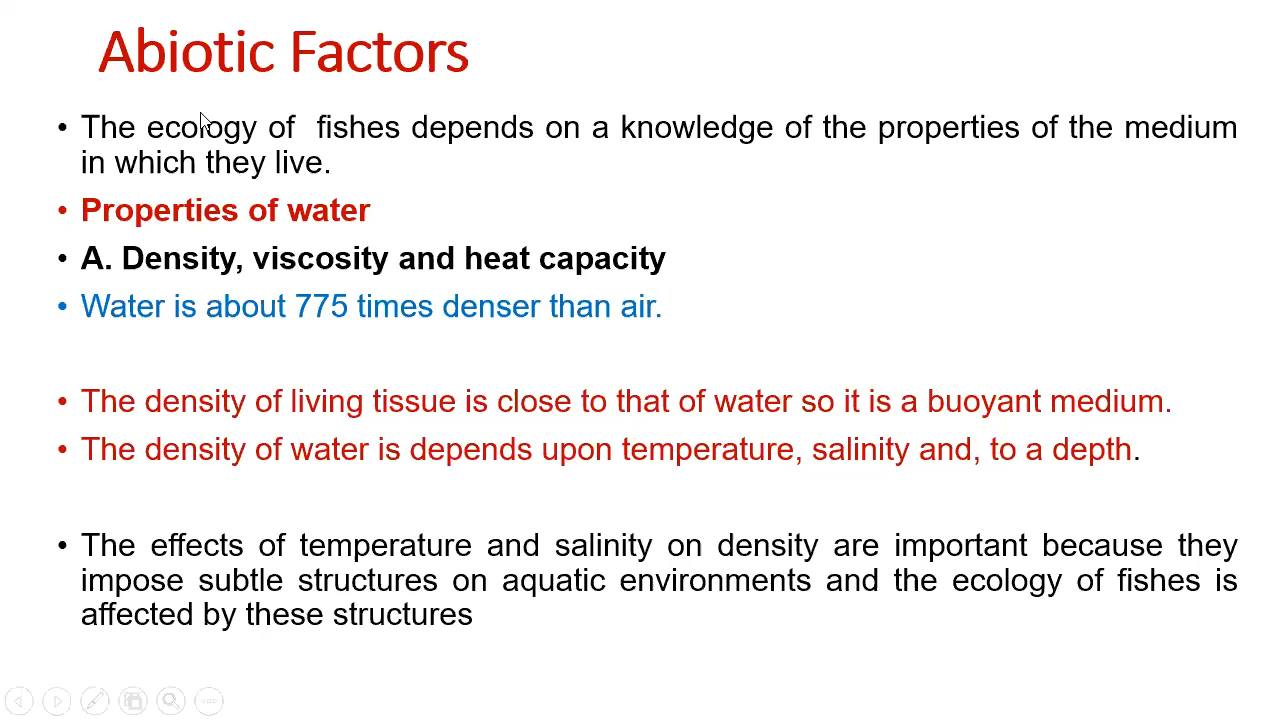 Abiotic Factors
• The ecology of fishes depends on a knowledge of the properties of the medium
in which they live.
• Properties of water
• A. Density, viscosity and heat capacity
• Water is about 775 times denser than air.
• The density of living tissue is close to that of water so it is a buoyant medium.
• The density of water is depends upon temperature, salinity and, to a depth.
• The effects of temperature and salinity on density are important because they
impose subtle structures on aquatic environments and the ecology of fishes is
affected by these structures